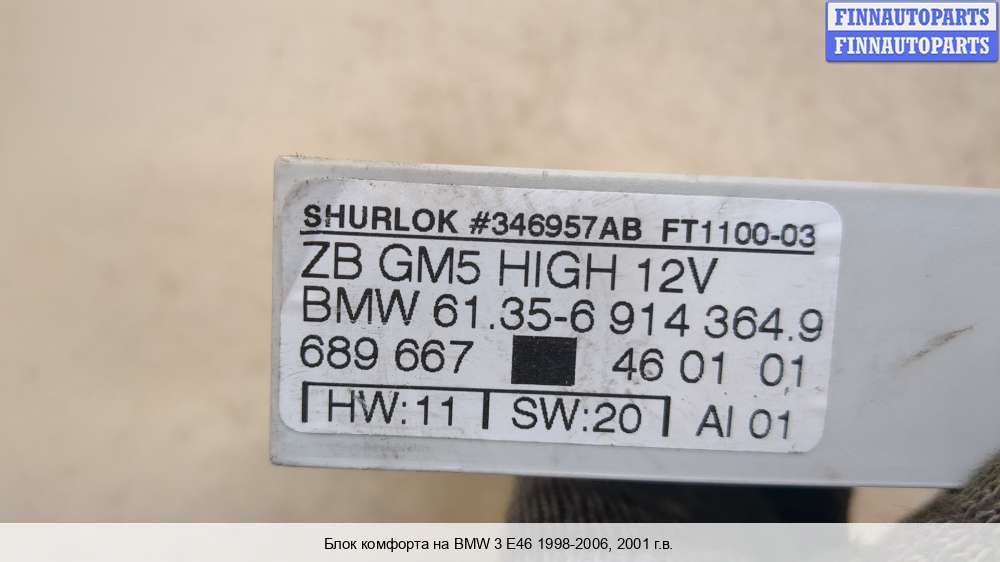 FINNAUTOPARTS
FINNAUTOPARTS
SHURLOK #346957AB FT1100-03
ZB GM5 HIGH 12V
BMW 61.35-6 914 364.9
689 667 46 01 01
HW:11 SW:20 AI 01
Блок комфорта на BMW 3 E46 1998-2006, 2001 г.в.